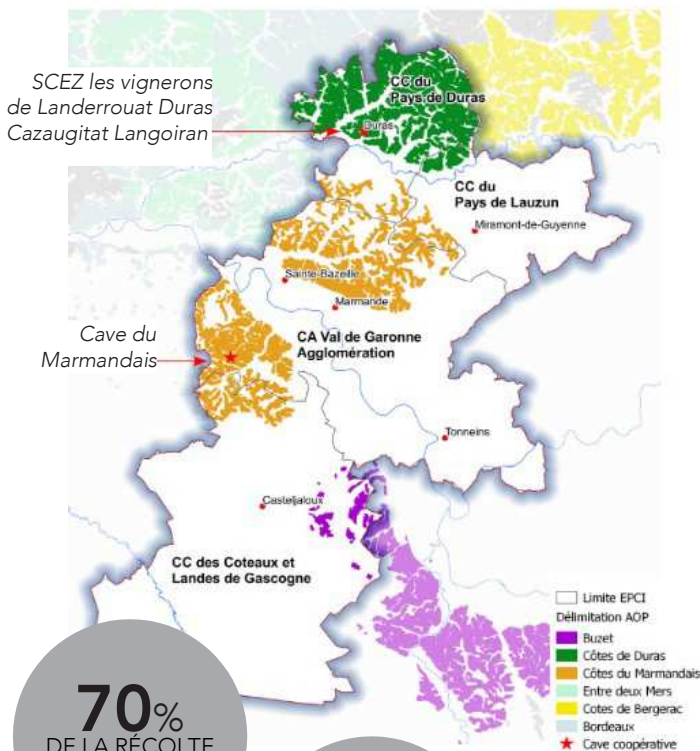 SCEZ les vignerons
de Landerrouat Duras
Cazaugitat Langoiran
CC du
Pays de Duras
Duras
CC du
Pays de Lauzun
Miramont-de-Guyenne
Sainte-Bazeille
Marmande
Cave du
Marmandais
CA Val de Garonne
Agglomération
Tonneins
Casteljaloux
CC des Coteaux et
Landes de Gascogne
Limite EPCI
Délimitation AOP
Buzet
Côtes de Duras
Côtes du Marmandais
Entre deux Mers
Cotes de Bergerac
Bordeaux
Cave coopérative
70%
DE LA RÉCOLTE